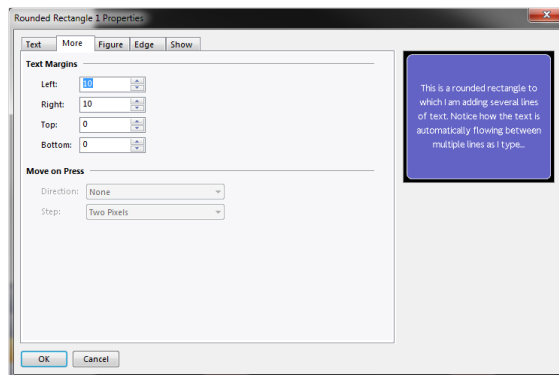 Rounded Rectangle 1 Properties
Text More Figure Edge Show
Text Margins
Left: 10
Right: 10
Top: 0
Bottom: 0
Move on Press
Direction: None
Step: Two Pixels
OK Cancel
This is a rounded rectangle to
which I am adding several lines
of text. Notice how the text is
automatically flowing between
multiple lines as I type...